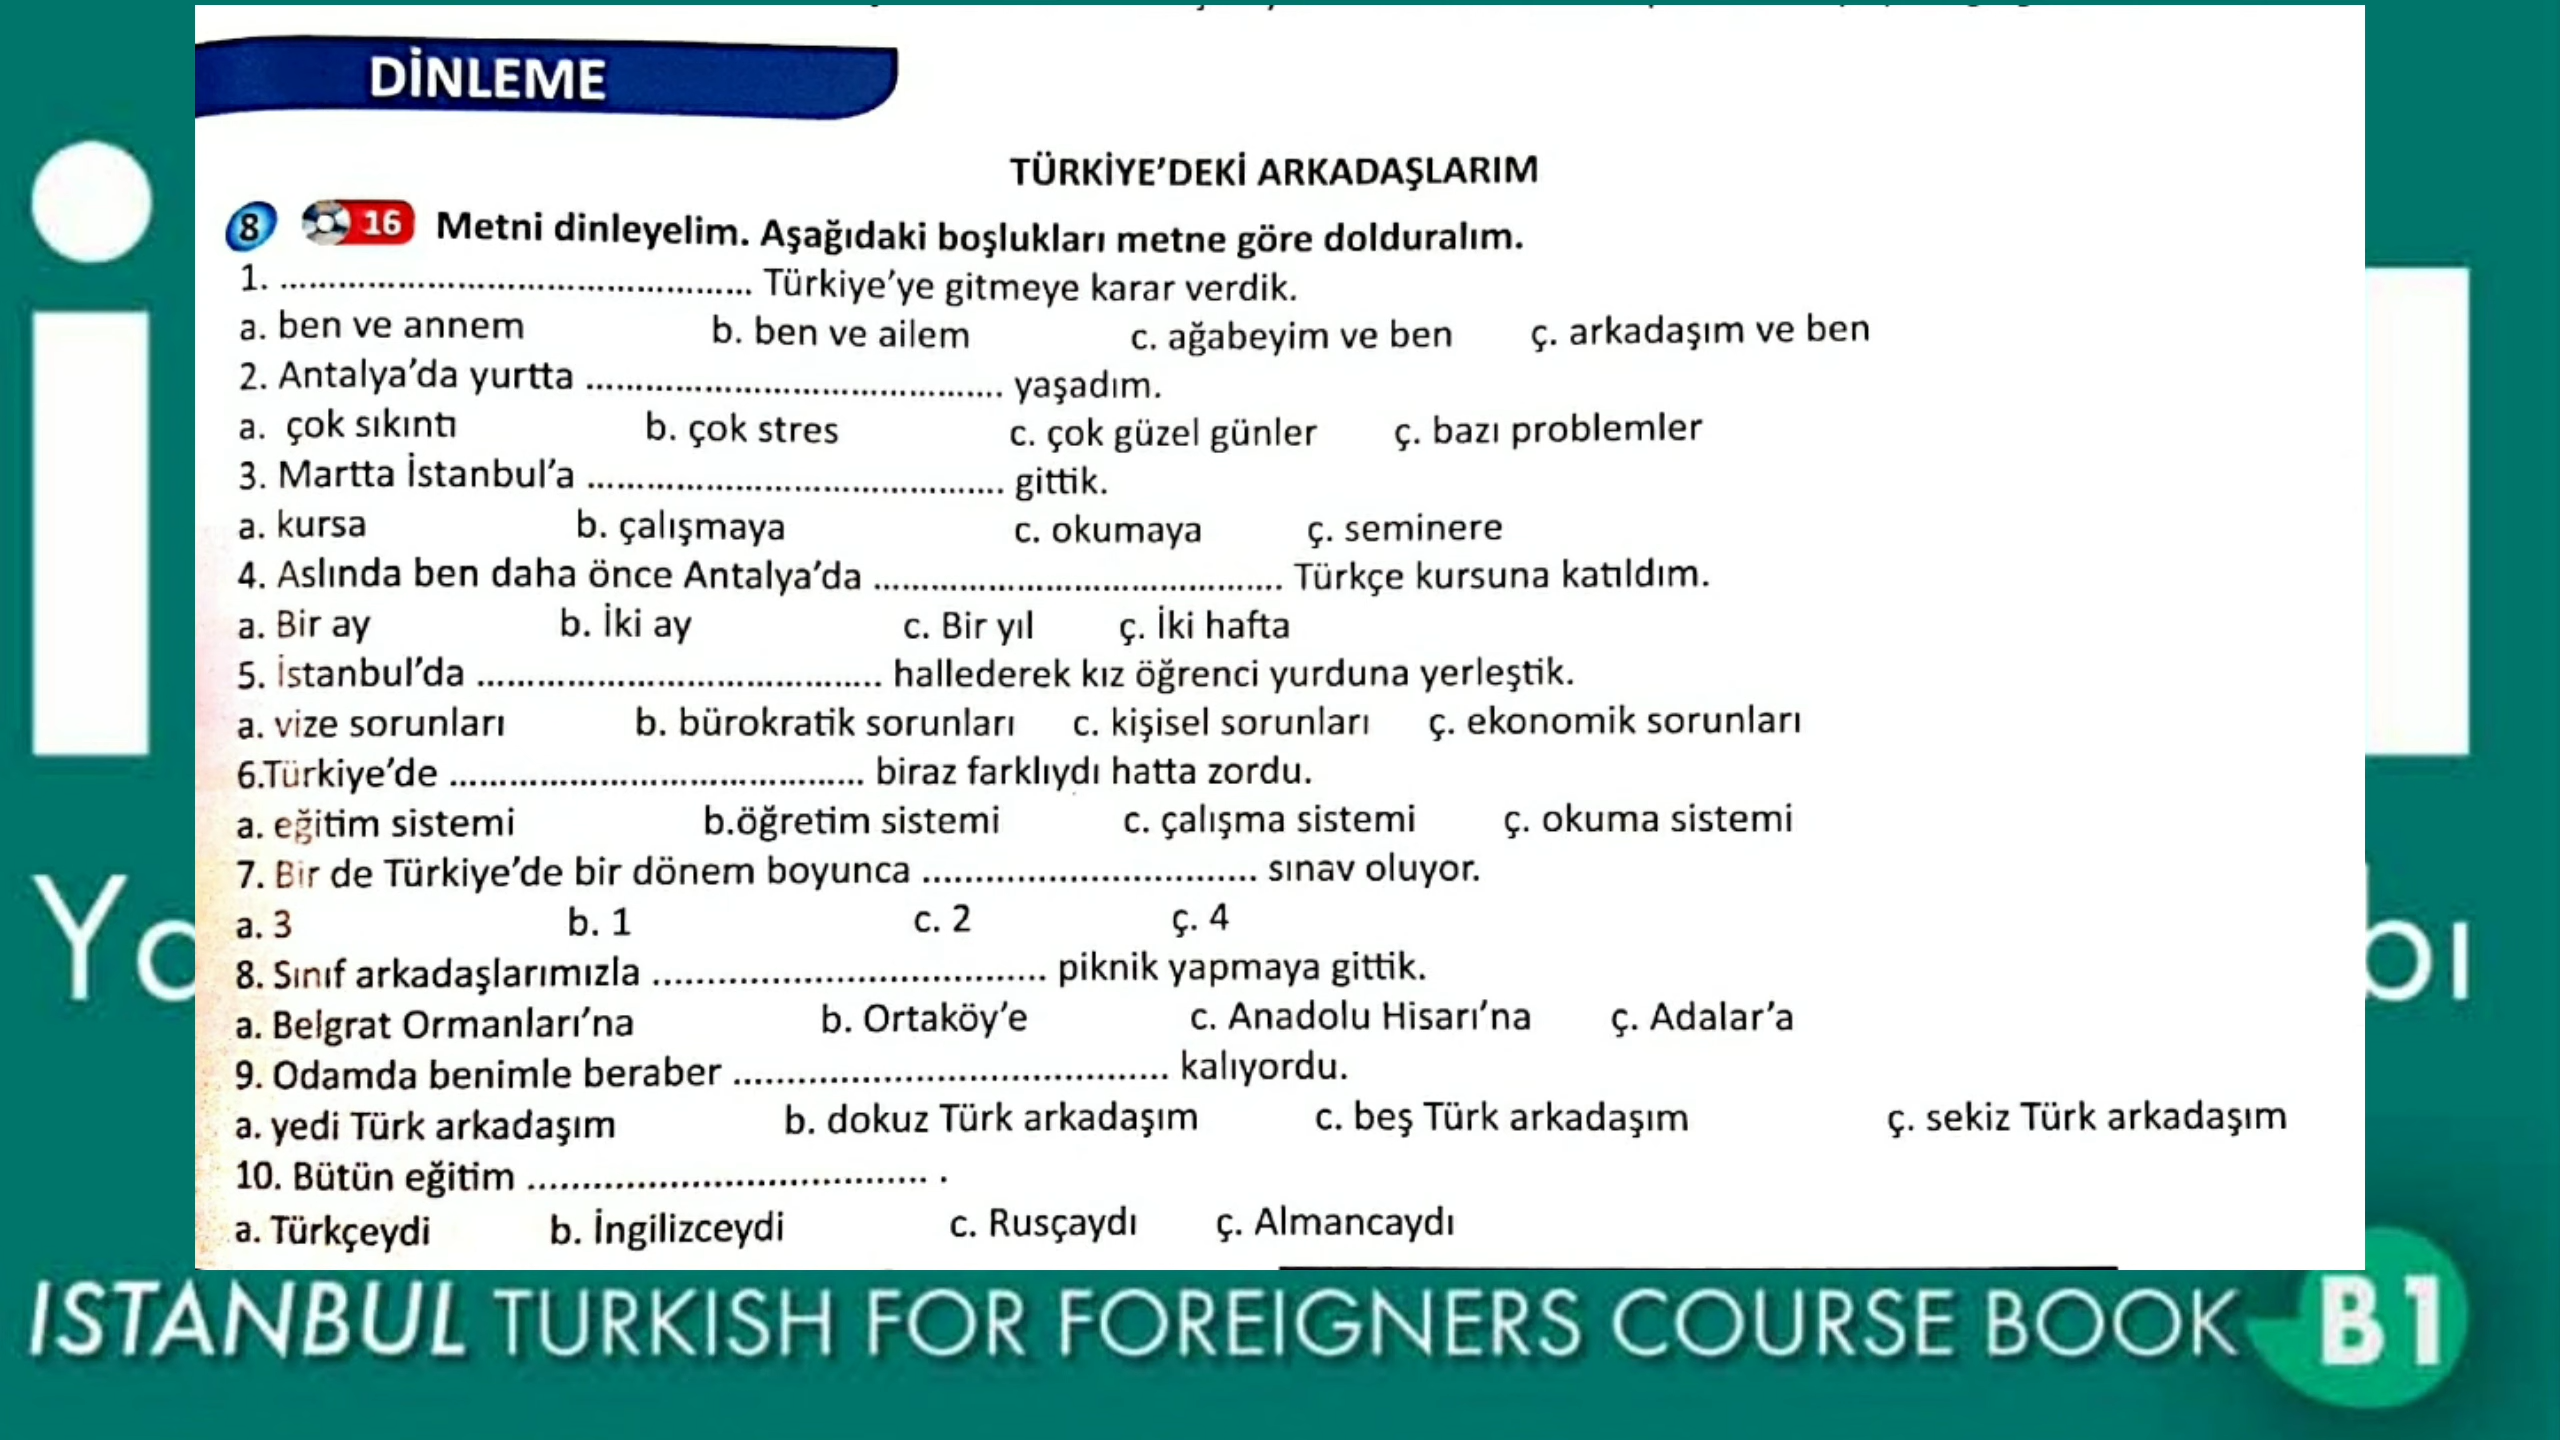 DİNLEME
TÜRKİYE'DEKİ ARKADAŞLARIM
8 16 Metni dinleyelim. Aşağıdaki boşlukları metne göre dolduralım.
1. ................................................ Türkiye'ye gitmeye karar verdik.
a. ben ve annem b. ben ve ailem c. ağabeyim ve ben ç. arkadaşım ve ben
2. Antalya'da yurtta .......................................... yaşadım.
a. çok sıkıntı b. çok stres c. çok güzel günler ç. bazı problemler
3. Martta İstanbul'a .......................................... gittik.
a. kursa b. çalışmaya c. okumaya ç. seminere
4. Aslında ben daha önce Antalya'da ......................................... Türkçe kursuna katıldım.
a. Bir ay b. İki ay c. Bir yıl ç. İki hafta
5. İstanbul'da ......................................... hallederek kız öğrenci yurduna yerleştik.
a. vize sorunları b. bürokratik sorunları c. kişisel sorunları ç. ekonomik sorunları
6.Türkiye'de ......................................... biraz farklıydı hatta zordu.
a. eğitim sistemi b.öğretim sistemi c. çalışma sistemi ç. okuma sistemi
7. Bir de Türkiye'de bir dönem boyunca .................................. sınav oluyor.
a. 3 b. 1 c. 2 ç. 4
8. Sınıf arkadaşlarımızla ....................................... piknik yapmaya gittik.
a. Belgrat Ormanları'na b. Ortaköy'e c. Anadolu Hisarı'na ç. Adalar'a
9. Odamda benimle beraber ........................................... kalıyordu.
a. yedi Türk arkadaşım b. dokuz Türk arkadaşım c. beş Türk arkadaşım ç. sekiz Türk arkadaşım
10. Bütün eğitim ........................................ .
a. Türkçeydi b. İngilizceydi c. Rusçaydı ç. Almancaydı
ISTANBUL TURKISH FOR FOREIGNERS COURSE BOOK B1